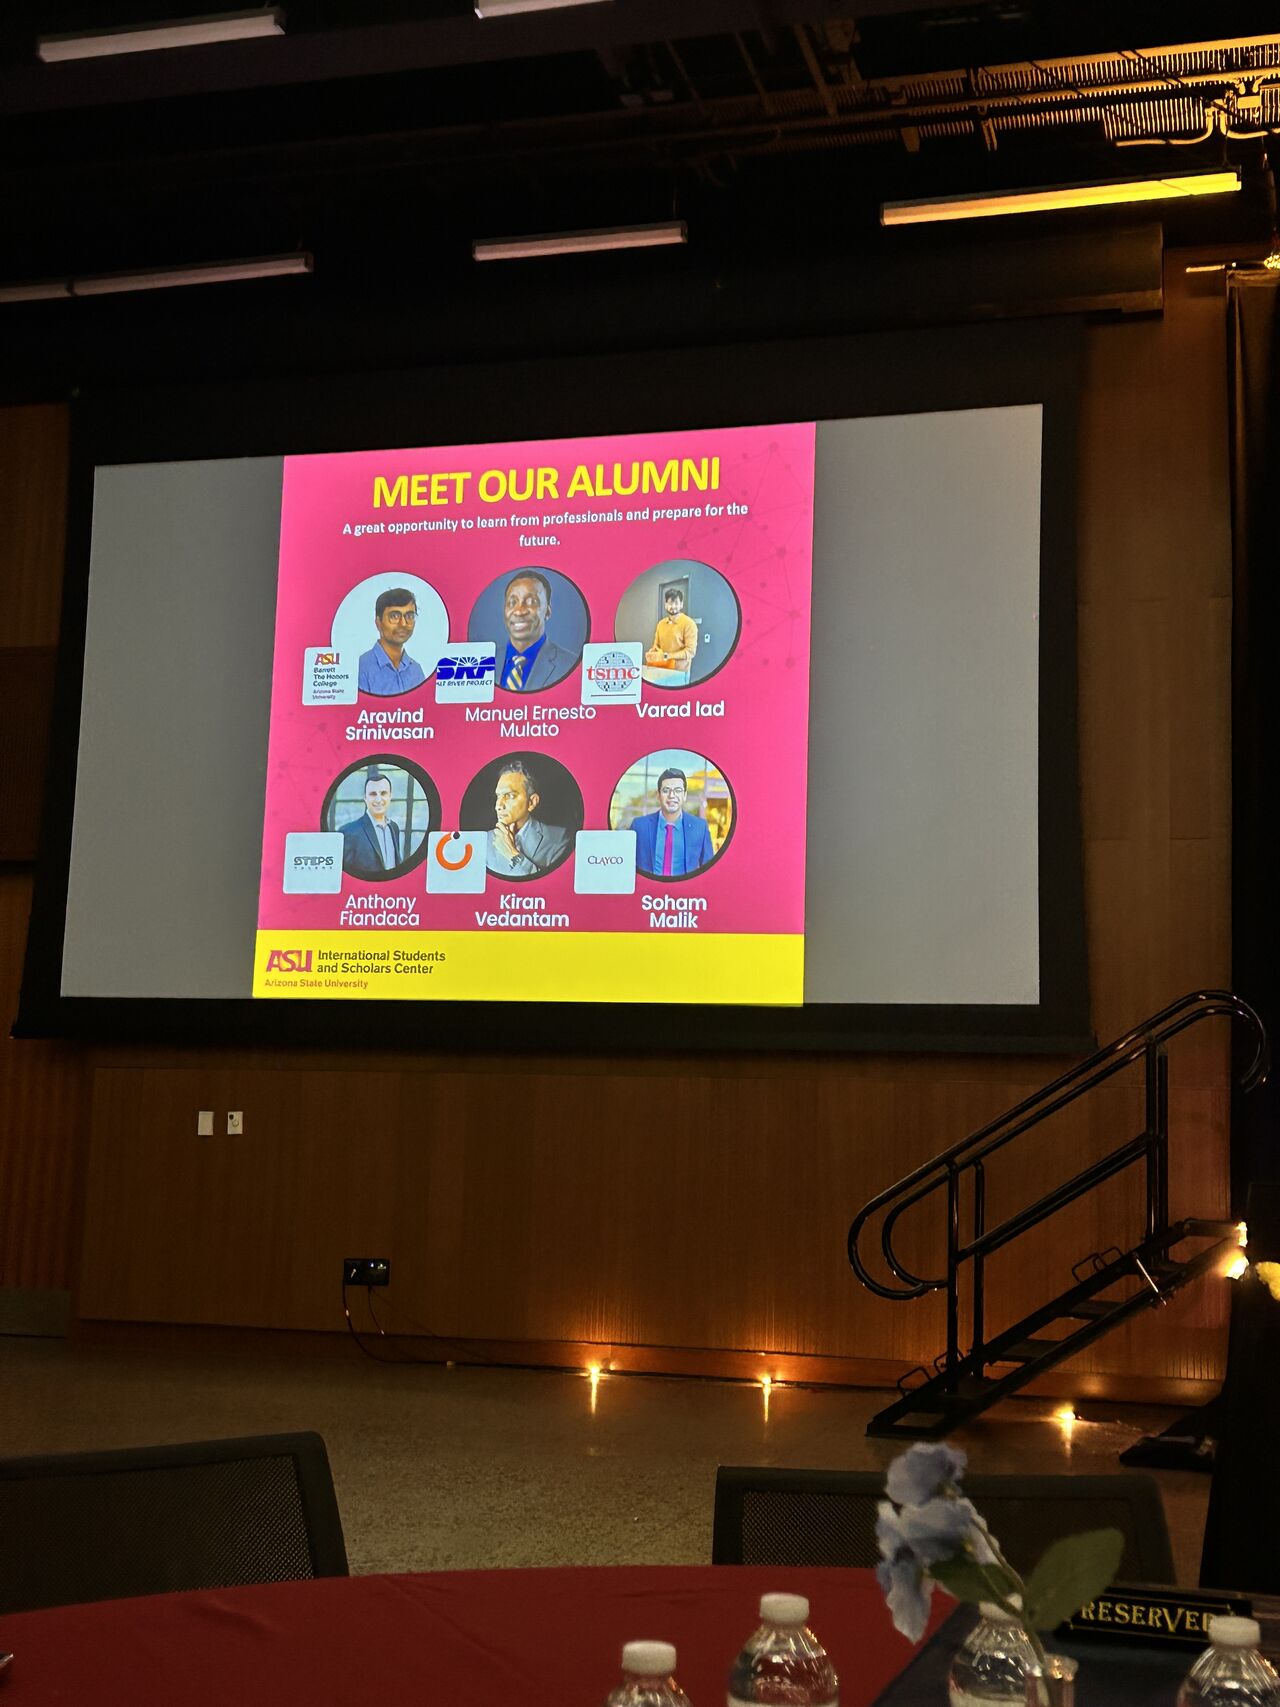 MEET OUR ALUMNI
A great opportunity to learn from professionals and prepare for the
future.
ASU
Barrett
The Honors
College
Arizona State
University
SRP
SALT RIVER PROJECT
tsmc
Aravind
Srinivasan
Manuel Ernesto
Mulato
Varad lad
STEPS
CLAYCO
Anthony
Fiandaca
Kiran
Vedantam
Soham
Malik
ASU International Students
and Scholars Center
Arizona State University
RESERVED